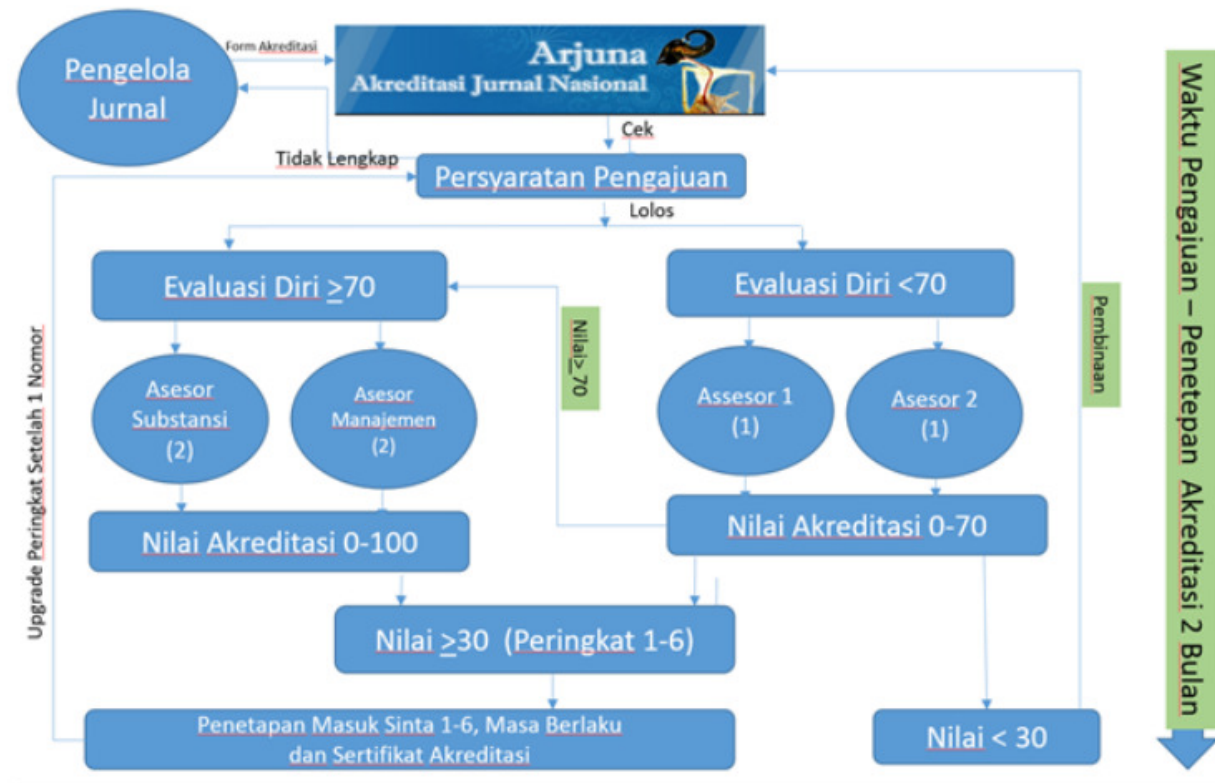 Pengelola
Jurnal
Form Akreditasi
Arjuna
Akreditasi Jurnal Nasional
Cek
Tidak Lengkap
Persyaratan Pengajuan
Lolos
Evaluasi Diri ≥70
Evaluasi Diri <70
Asesor
Substansi
(2)
Asesor
Manajemen
(2)
Nilai≥ 70
Assesor 1
(1)
Asesor 2
(1)
Pembinaan
Nilai Akreditasi 0-100
Nilai Akreditasi 0-70
Nilai ≥30 (Peringkat 1-6)
Penetapan Masuk Sinta 1-6, Masa Berlaku
dan Sertifikat Akreditasi
Nilai < 30
Upgrade Peringkat Setelah 1 Nomor
Waktu Pengajuan – Penetepan Akreditasi 2 Bulan